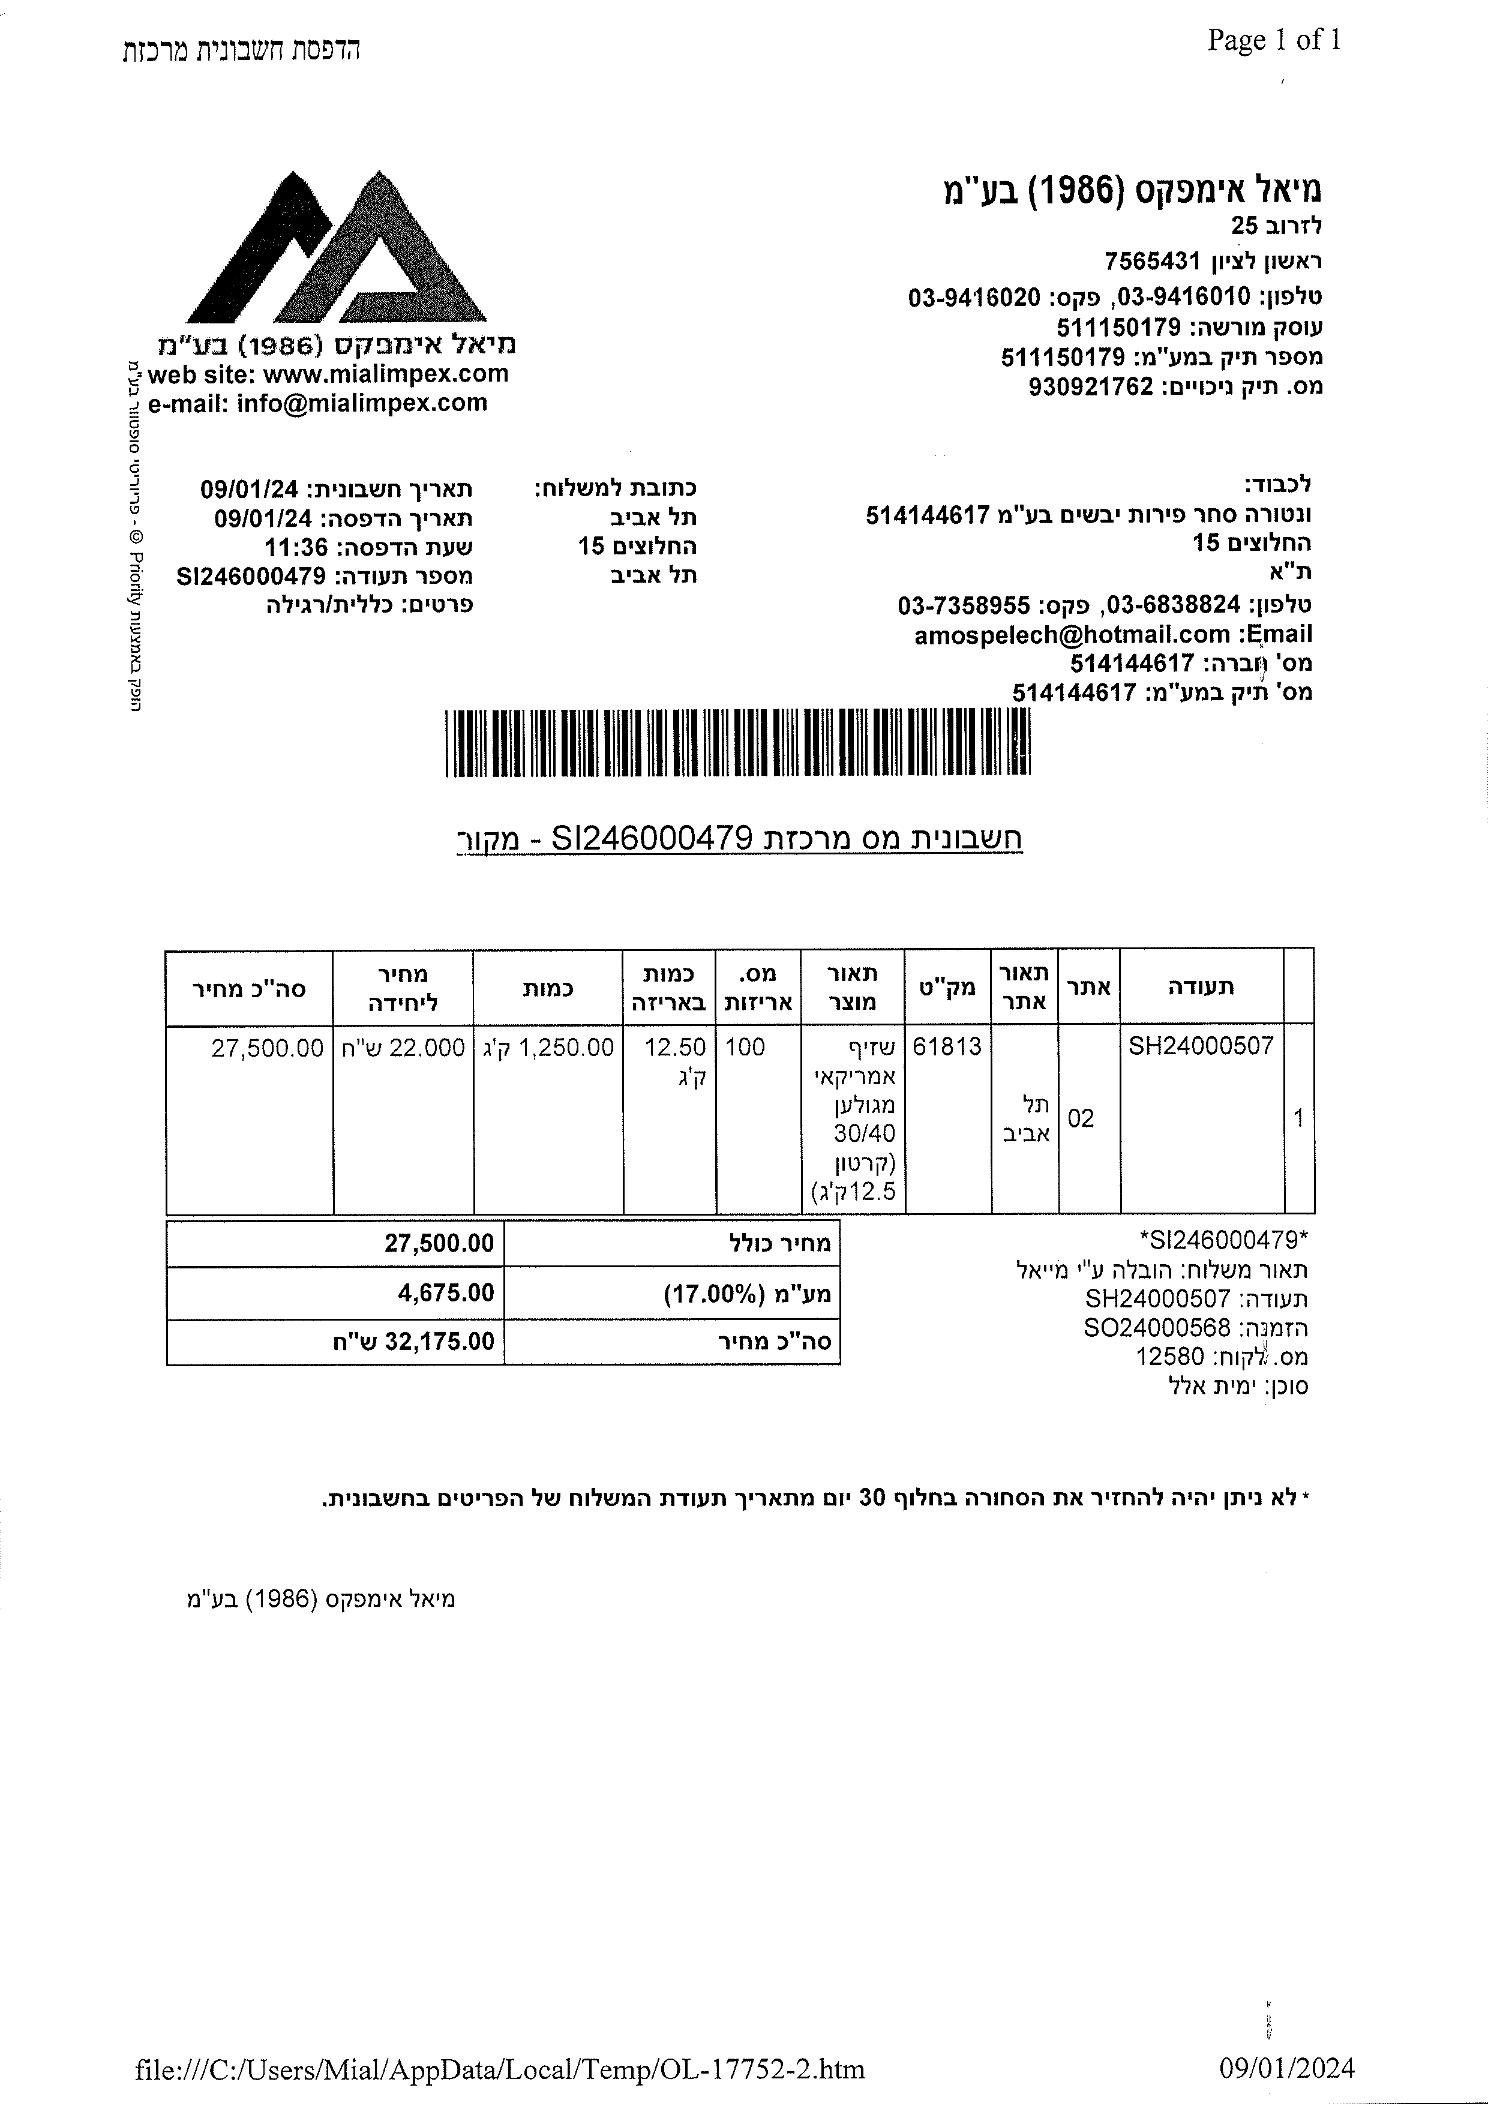 הדפסת חשבונית מרכזת
Page 1 of 1
מיאל אימפקס (1986) בע"מ
לזרוב 25
ראשון לציון 7565431
טלפון: 03-9416010, פקס: 03-9416020
עוסק מורשה: 511150179
מספר תיק במע"מ: 511150179
מס. תיק ניכויים: 930921762
מיאל אימפקס (1986) בע"מ
web site: www.mialimpex.com
e-mail: info@mialimpex.com
לכבוד:
ונטורה סחר פירות יבשים בע"מ 514144617
החלוצים 15
ת"א
טלפון: 03-6838824, פקס: 03-7358955
Email: amospelech@hotmail.com
מס' חברה: 514144617
מס' תיק במע"מ: 514144617
כתובת למשלוח:
תל אביב
החלוצים 15
תל אביב
תאריך חשבונית: 09/01/24
תאריך הדפסה: 09/01/24
שעת הדפסה: 11:36
מספר תעודה: SI246000479
פרטים: כללית/רגילה
הופק באמצעות Priority © - פריוריטי סופטוור בע"מ
חשבונית מס מרכזת SI246000479 - מקור
תעודה אתר תאור אתר מק"ט תאור מוצר מס. אריזות כמות באריזה כמות מחיר ליחידה סה"כ מחיר
1 SH24000507 02 תל אביב 61813 שזיף אמריקאי מגולען 30/40 (קרטון 12.5ק'ג) 100 12.50 ק'ג 1,250.00 ק'ג 22.000 ש"ח 27,500.00
מחיר כולל 27,500.00
מע"מ (17.00%) 4,675.00
סה"כ מחיר 32,175.00 ש"ח
*SI246000479*
תאור משלוח: הובלה ע"י מייאל
תעודה: SH24000507
הזמנה: SO24000568
מס. לקוח: 12580
סוכן: ימית אלל
* לא ניתן יהיה להחזיר את הסחורה בחלוף 30 יום מתאריך תעודת המשלוח של הפריטים בחשבונית.
מיאל אימפקס (1986) בע"מ
file:///C:/Users/Mial/AppData/Local/Temp/OL-17752-2.htm
09/01/2024